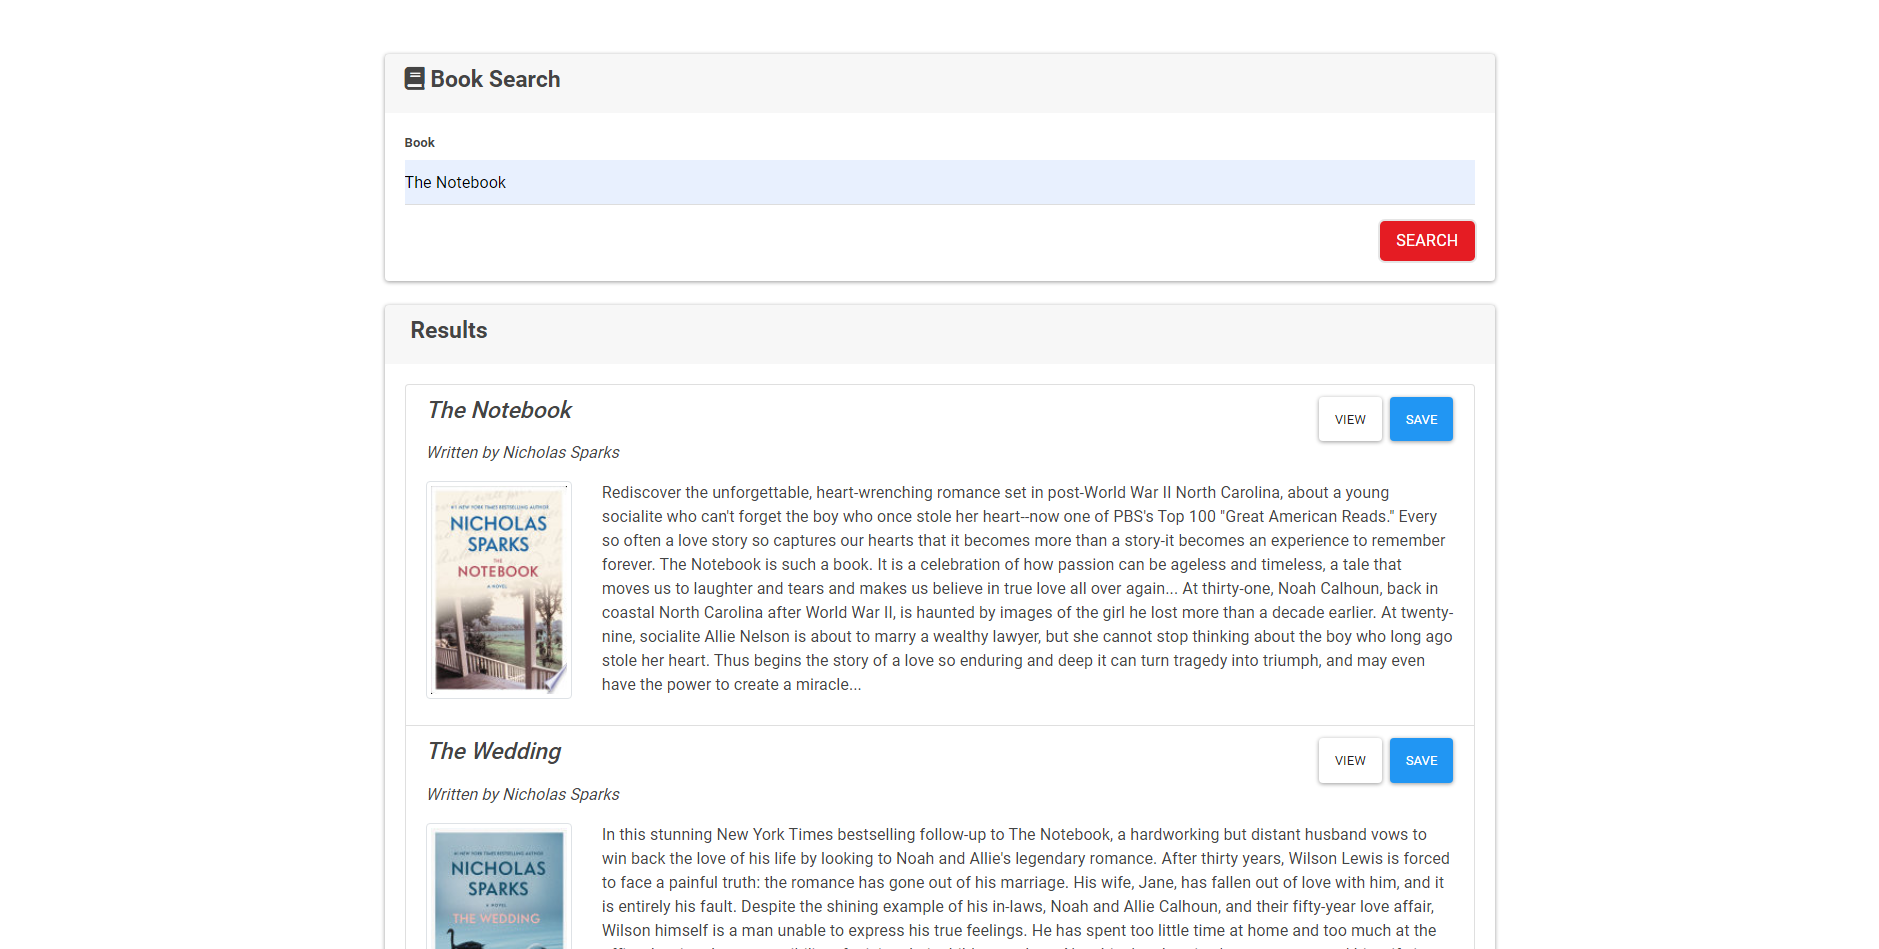 Book Search
Book
The Notebook
SEARCH
Results
The Notebook
VIEW
SAVE
Written by Nicholas Sparks
#1 NEW YORK TIMES BESTSELLING AUTHOR
NICHOLAS
SPARKS
THE
NOTEBOOK
A NOVEL
Rediscover the unforgettable, heart-wrenching romance set in post-World War II North Carolina, about a young
socialite who can't forget the boy who once stole her heart--now one of PBS's Top 100 "Great American Reads." Every
so often a love story so captures our hearts that it becomes more than a story-it becomes an experience to remember
forever. The Notebook is such a book. It is a celebration of how passion can be ageless and timeless, a tale that
moves us to laughter and tears and makes us believe in true love all over again... At thirty-one, Noah Calhoun, back in
coastal North Carolina after World War II, is haunted by images of the girl he lost more than a decade earlier. At twenty-
nine, socialite Allie Nelson is about to marry a wealthy lawyer, but she cannot stop thinking about the boy who long ago
stole her heart. Thus begins the story of a love so enduring and deep it can turn tragedy into triumph, and may even
have the power to create a miracle...
The Wedding
VIEW
SAVE
Written by Nicholas Sparks
#1 NEW YORK TIMES BESTSELLING AUTHOR
NICHOLAS
SPARKS
A NOVEL
THE WEDDING
In this stunning New York Times bestselling follow-up to The Notebook, a hardworking but distant husband vows to
win back the love of his life by looking to Noah and Allie's legendary romance. After thirty years, Wilson Lewis is forced
to face a painful truth: the romance has gone out of his marriage. His wife, Jane, has fallen out of love with him, and it
is entirely his fault. Despite the shining example of his in-laws, Noah and Allie Calhoun, and their fifty-year love affair,
Wilson himself is a man unable to express his true feelings. He has spent too little time at home and too much at the